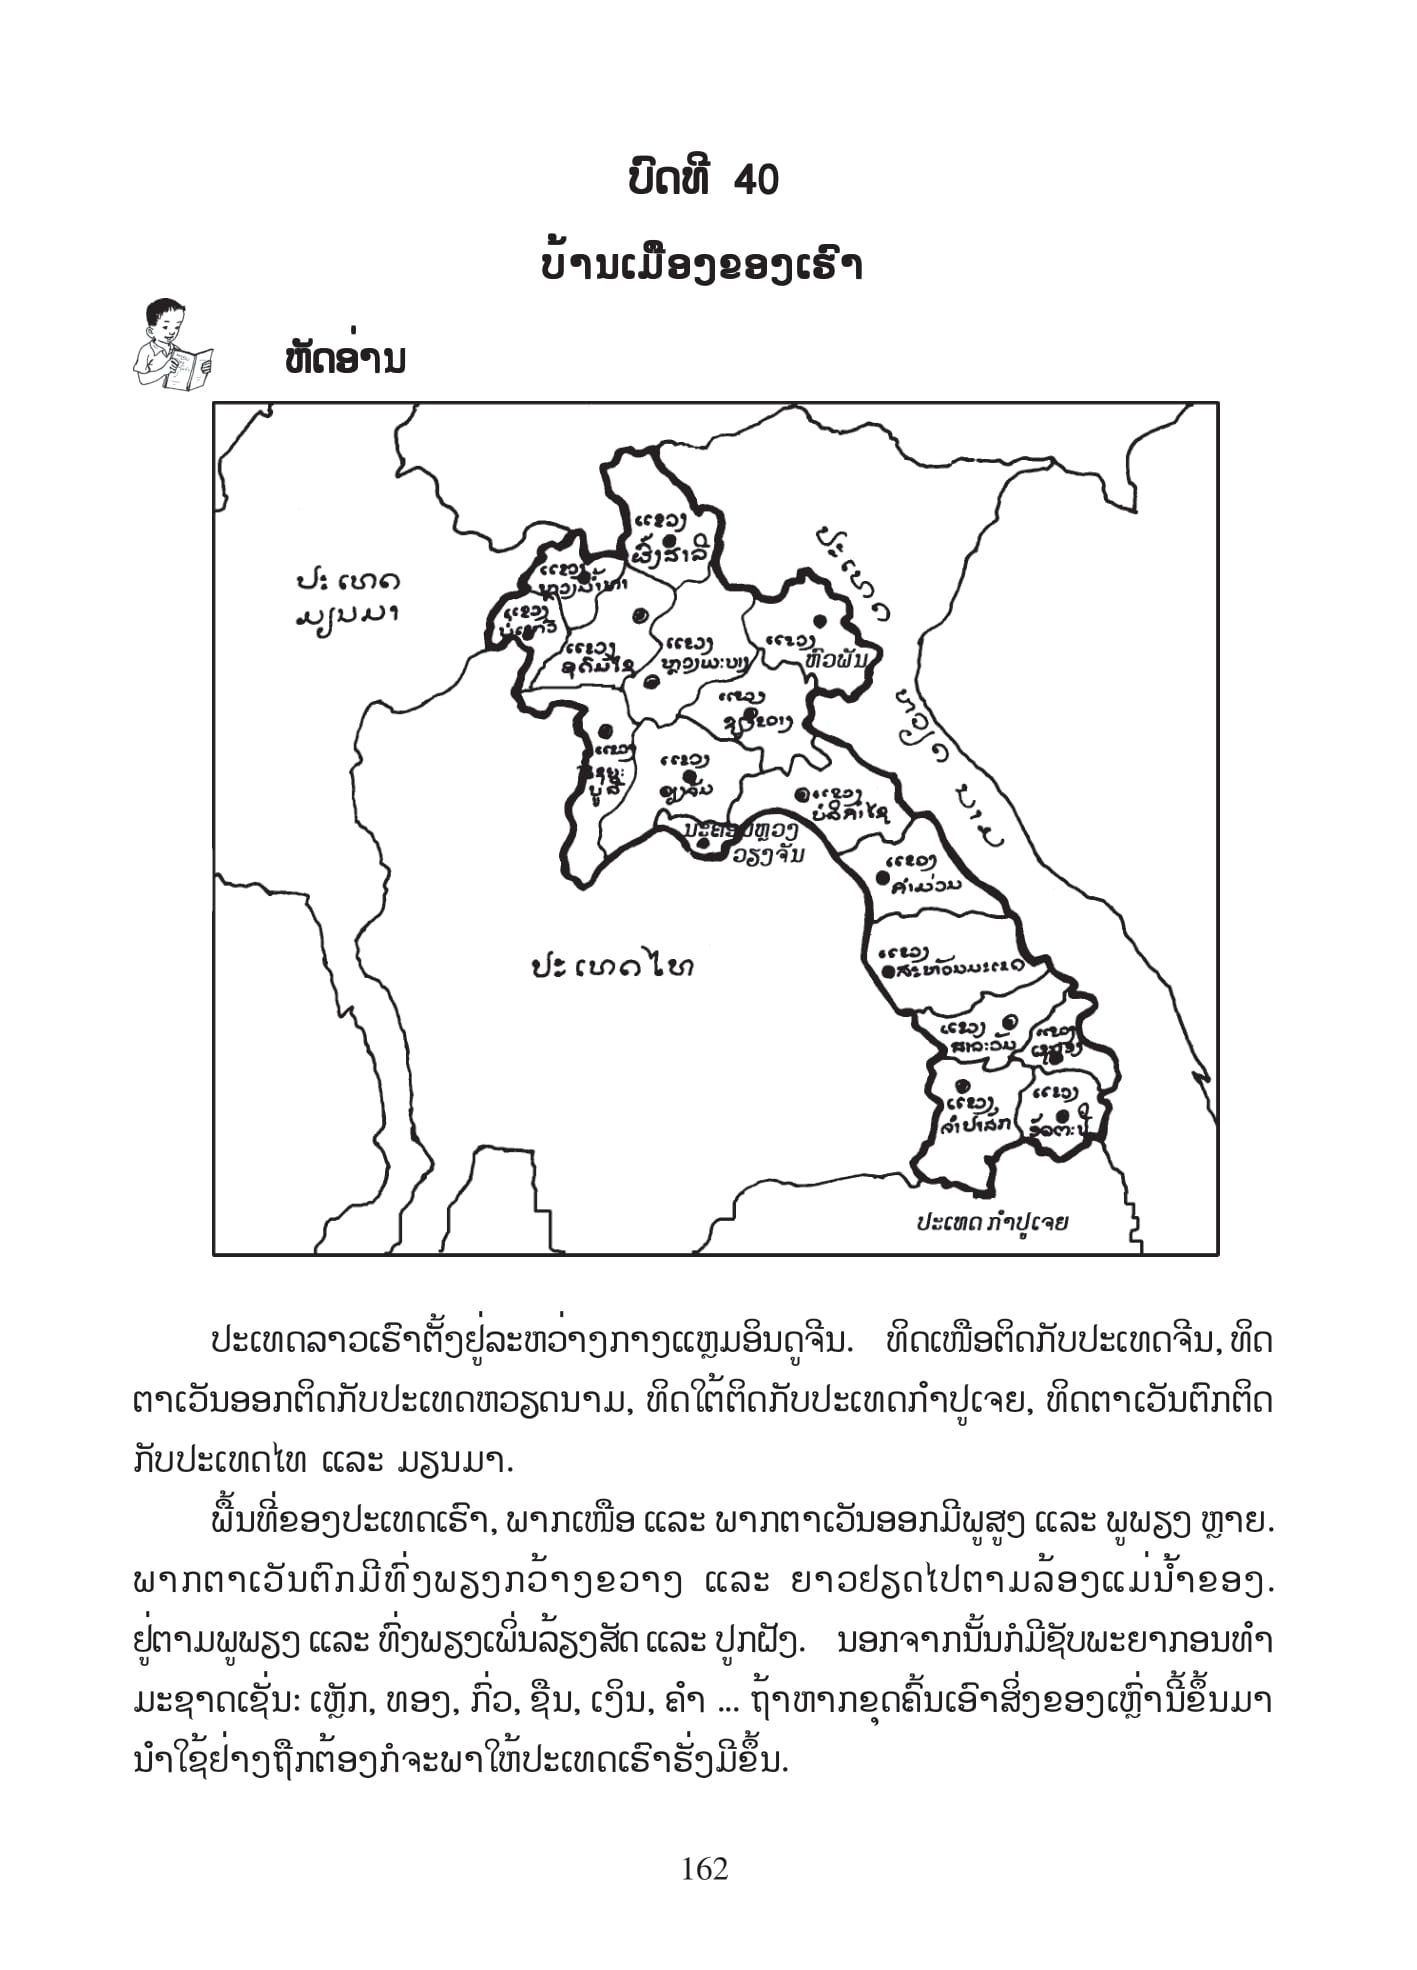 ບົດທີ 40
ບ້ານເມືອງຂອງເຮົາ
ຫັດອ່ານ
ແຂວງ
ຜົ້ງສາລີ
ປະເທດ
ມຽນມາ
ແຂວງ
ຫຼວງນ້ຳທາ
ແຂວງ
ບໍ່ແກ້ວ
ແຂວງ
ອຸດົມໄຊ
ແຂວງ
ຫຼວງພະບາງ
ແຂວງ
ຫົວພັນ
ປະເທດ
ຫວຽດ ນາມ
ແຂວງ
ຊຽງຂວາງ
ແຂວງ
ໄຊຍະ
ບູລີ
ແຂວງ
ວຽງຈັນ
ແຂວງ
ບໍລິຄຳໄຊ
ນະຄອນຫຼວງ
ວຽງຈັນ
ແຂວງ
ຄຳມ່ວນ
ປະເທດໄທ
ແຂວງ
ສະຫວັນນະເຂດ
ແຂວງ
ສາລະວັນ
ແຂວງ
ເຊກອງ
ແຂວງ
ຈຳປາສັກ
ແຂວງ
ອັດຕະປື
ປະເທດ ກຳປູເຈຍ
ປະເທດລາວເຮົາຕັ້ງຢູ່ລະຫວ່າງກາງແຫຼມອິນດູຈີນ. ທິດເໜືອຕິດກັບປະເທດຈີນ, ທິດ
ຕາເວັນອອກຕິດກັບປະເທດຫວຽດນາມ, ທິດໃຕ້ຕິດກັບປະເທດກຳປູເຈຍ, ທິດຕາເວັນຕົກຕິດ
ກັບປະເທດໄທ ແລະ ມຽນມາ.
ພື້ນທີ່ຂອງປະເທດເຮົາ, ພາກເໜືອ ແລະ ພາກຕາເວັນອອກມີພູສູງ ແລະ ພູພຽງ ຫຼາຍ.
ພາກຕາເວັນຕົກມີທົ່ງພຽງກວ້າງຂວາງ ແລະ ຍາວຢຽດໄປຕາມລ້ອງແມ່ນ້ຳຂອງ.
ຢູ່ຕາມພູພຽງ ແລະ ທົ່ງພຽງເພິ່ນລ້ຽງສັດ ແລະ ປູກຝັງ. ນອກຈາກນັ້ນກໍມີຊັບພະຍາກອນທຳ
ມະຊາດເຊັ່ນ: ເຫຼັກ, ທອງ, ກົ່ວ, ຊືນ, ເງິນ, ຄຳ ... ຖ້າຫາກຂຸດຄົ້ນເອົາສິ່ງຂອງເຫຼົ່ານີ້ຂຶ້ນມາ
ນຳໃຊ້ຢ່າງຖືກຕ້ອງກໍຈະພາໃຫ້ປະເທດເຮົາຮັ່ງມີຂຶ້ນ.
162